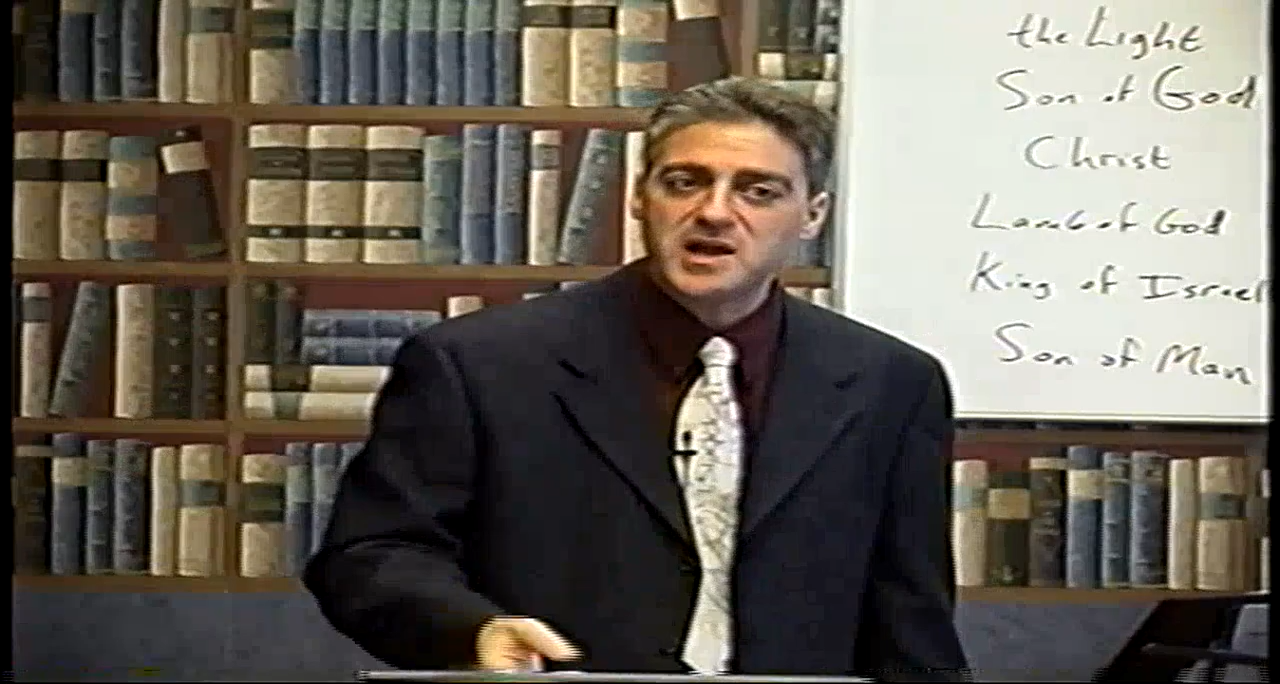 the Light
Son of God
Christ
Lamb of God
King of Israel
Son of Man